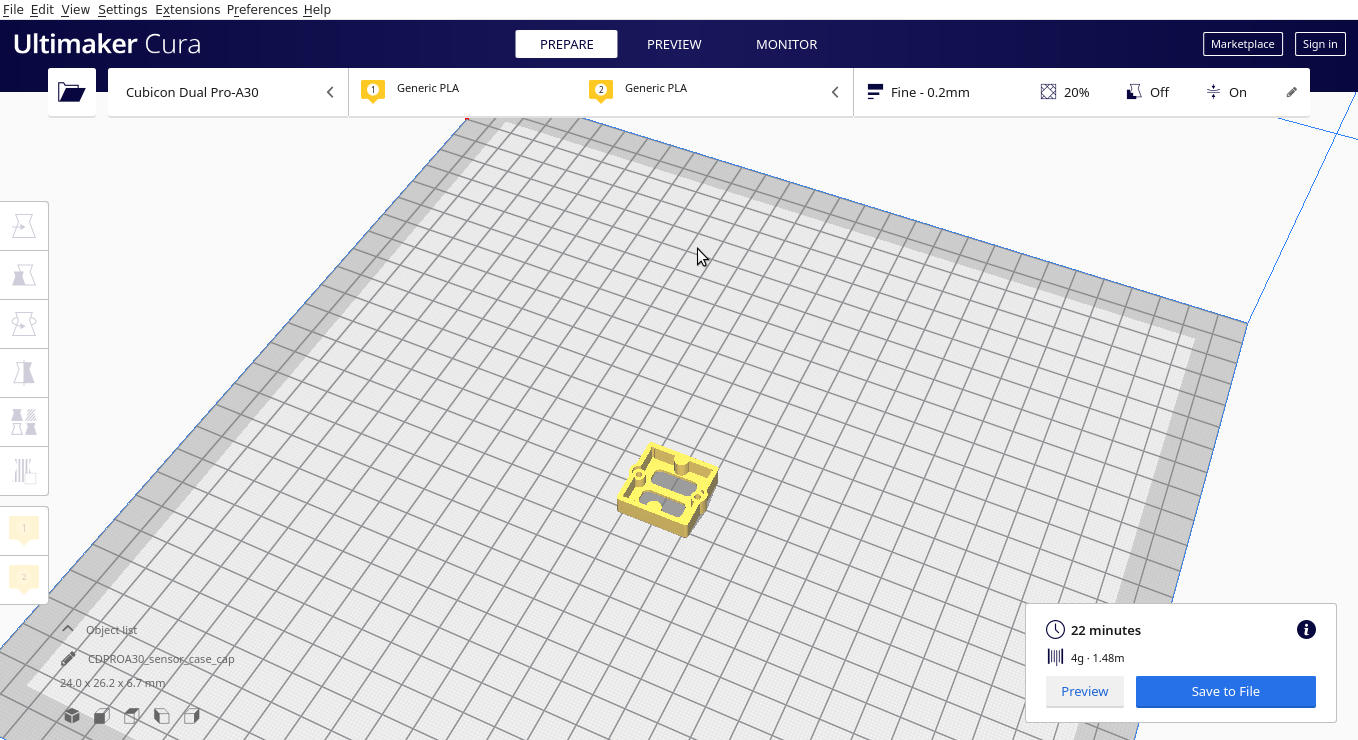 File Edit View Settings Extensions Preferences Help
Ultimaker Cura
PREPARE
PREVIEW
MONITOR
Marketplace
Sign in
Cubicon Dual Pro-A30
1
Generic PLA
2
Generic PLA
Fine - 0.2mm
20%
Off
On
1
2
Object list
CDPROA30_sensor_case_cap
24.0 x 26.2 x 6.7 mm
22 minutes
4g · 1.48m
Preview
Save to File